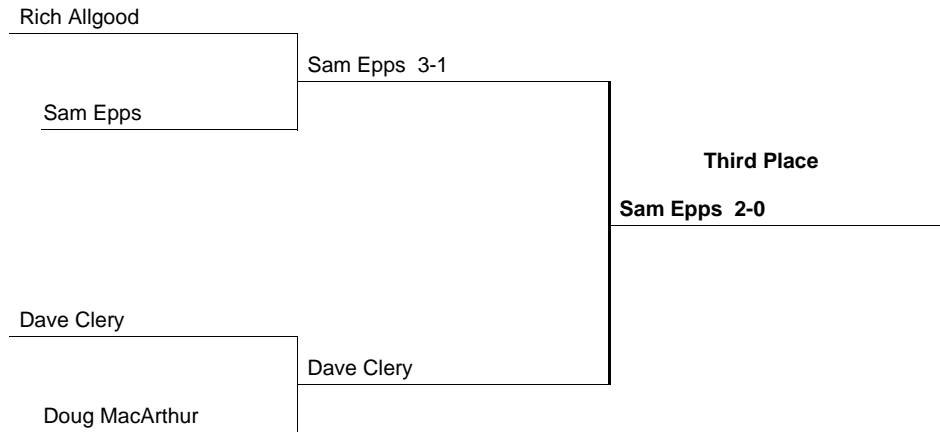 Rich Allgood
Sam Epps 3-1
Sam Epps
Third Place
Sam Epps 2-0
Dave Clery
Dave Clery
Doug MacArthur